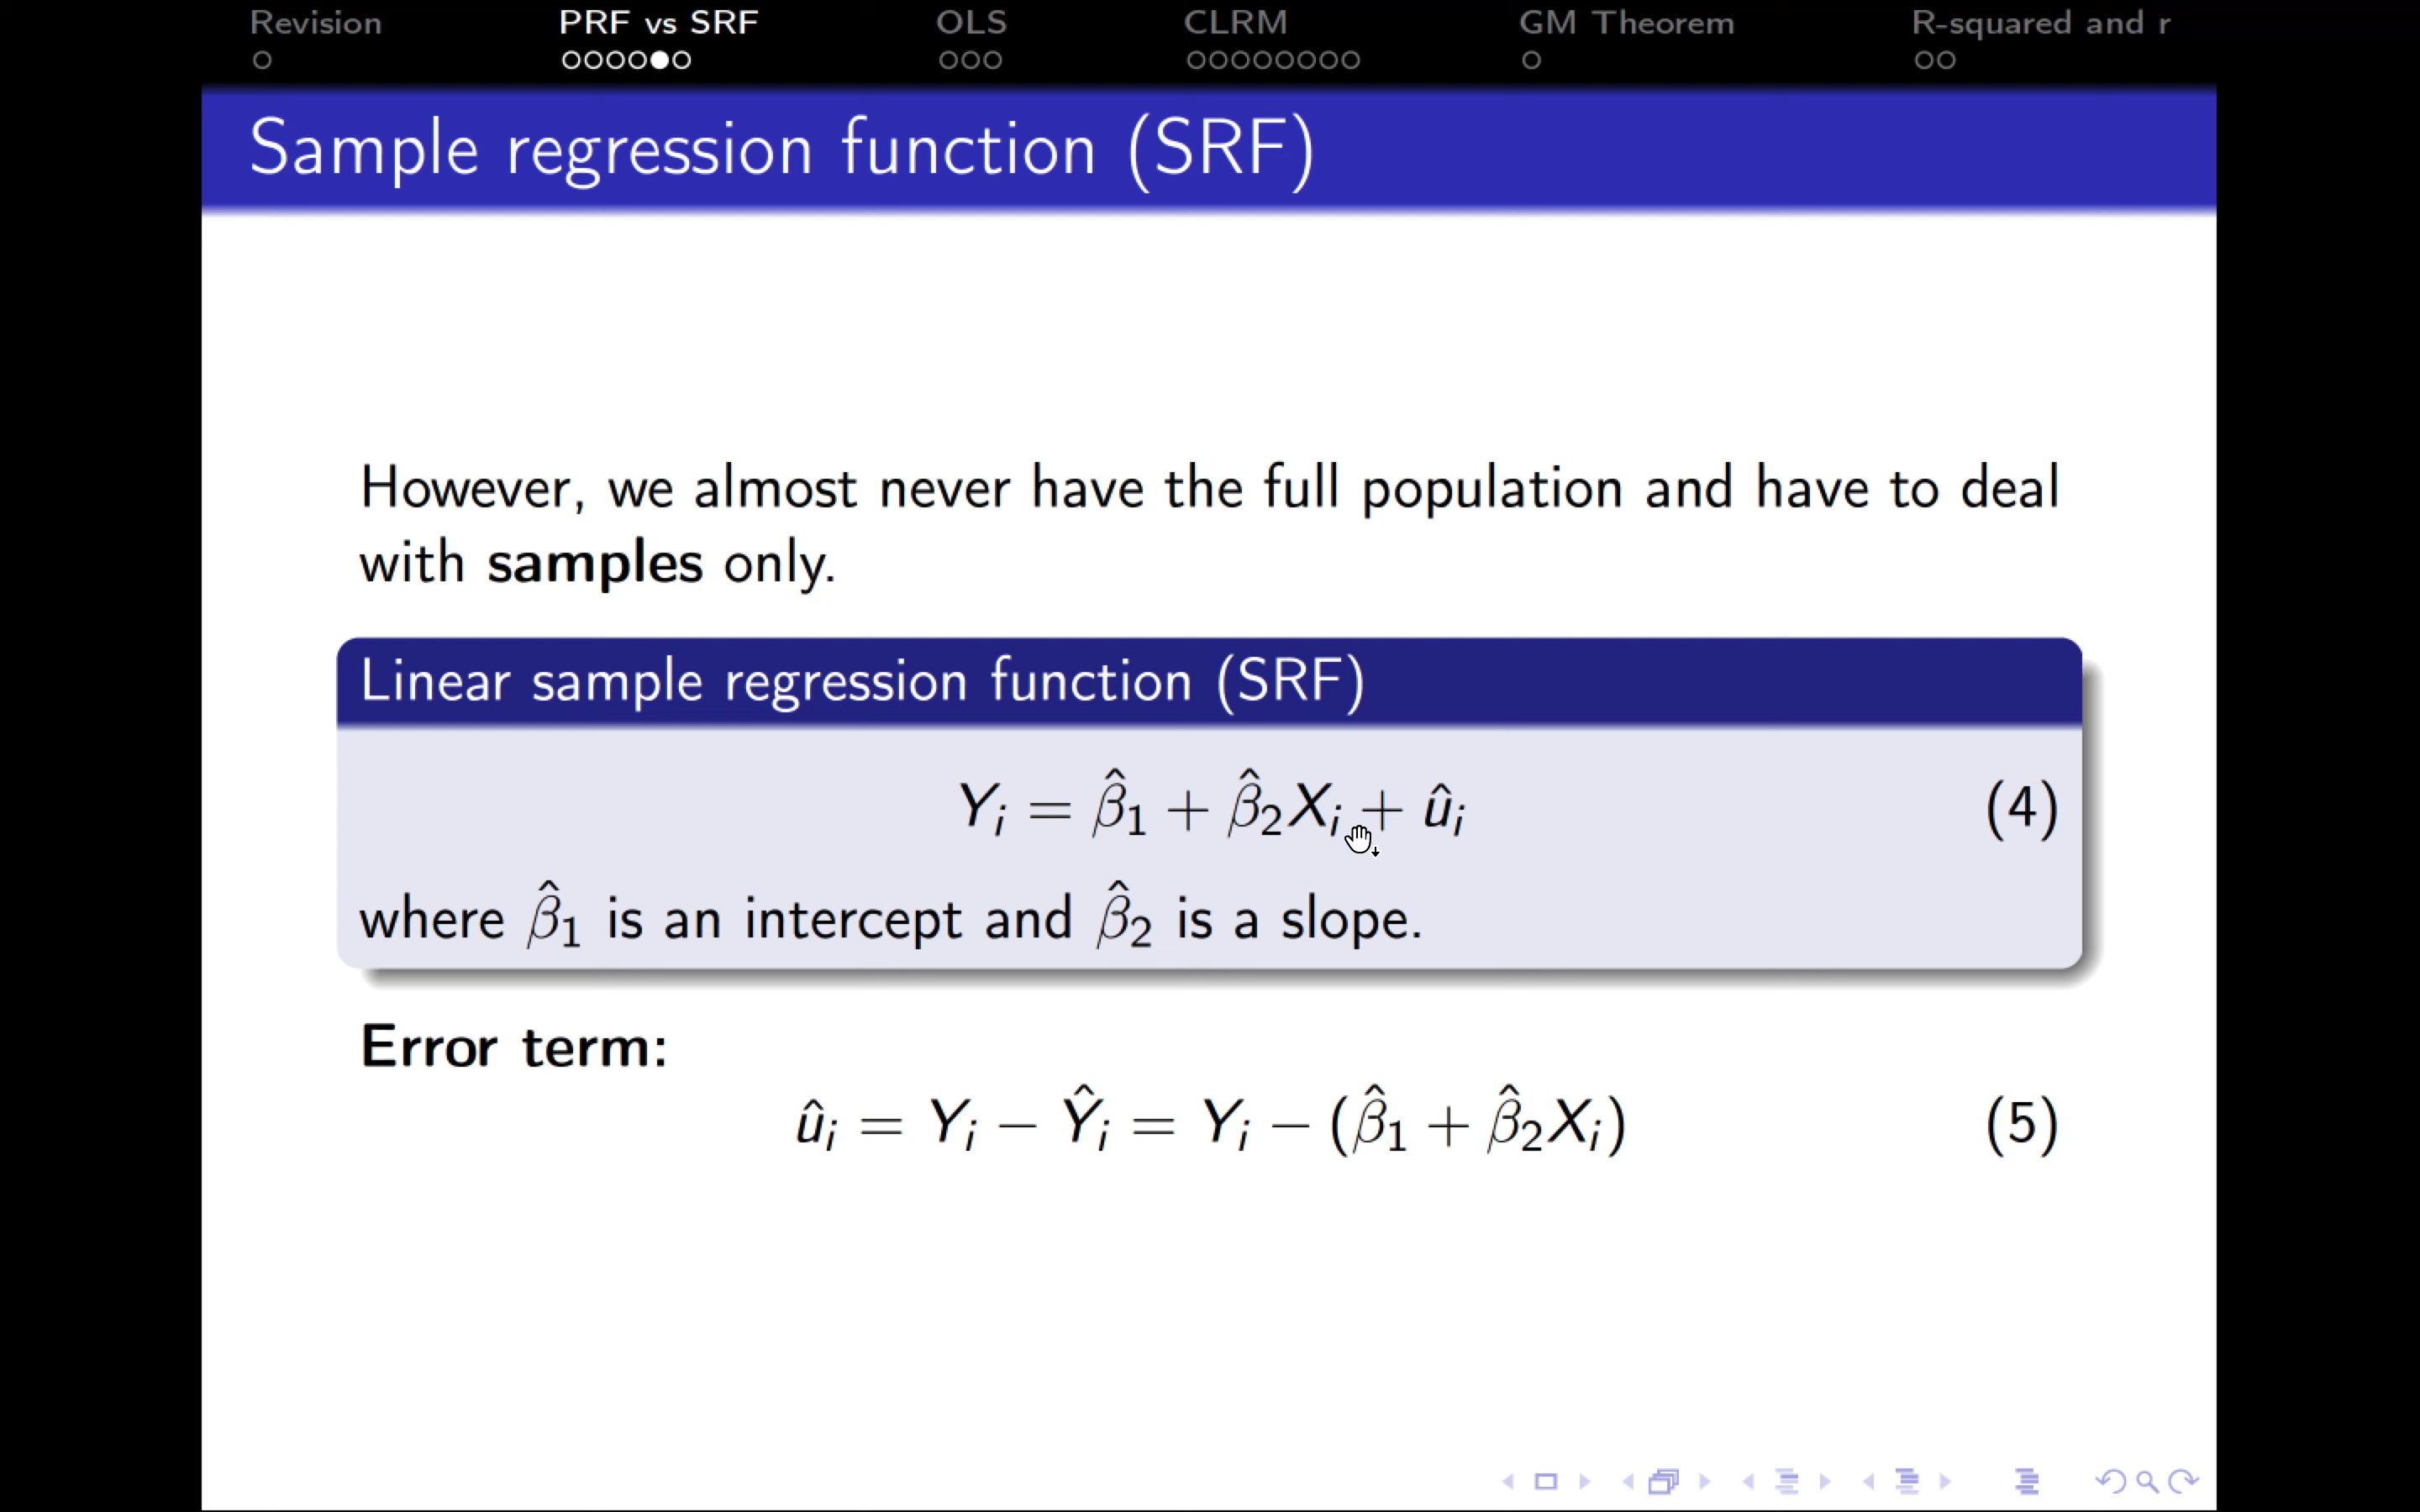 Revision PRF vs SRF OLS CLRM GM Theorem R-squared and r
Sample regression function (SRF)
However, we almost never have the full population and have to deal
with samples only.
Linear sample regression function (SRF)
Yᵢ = β̂₁ + β̂₂Xᵢ + ûᵢ (4)
where β̂₁ is an intercept and β̂₂ is a slope.
Error term:
ûᵢ = Yᵢ − Ŷᵢ = Yᵢ − (β̂₁ + β̂₂Xᵢ) (5)